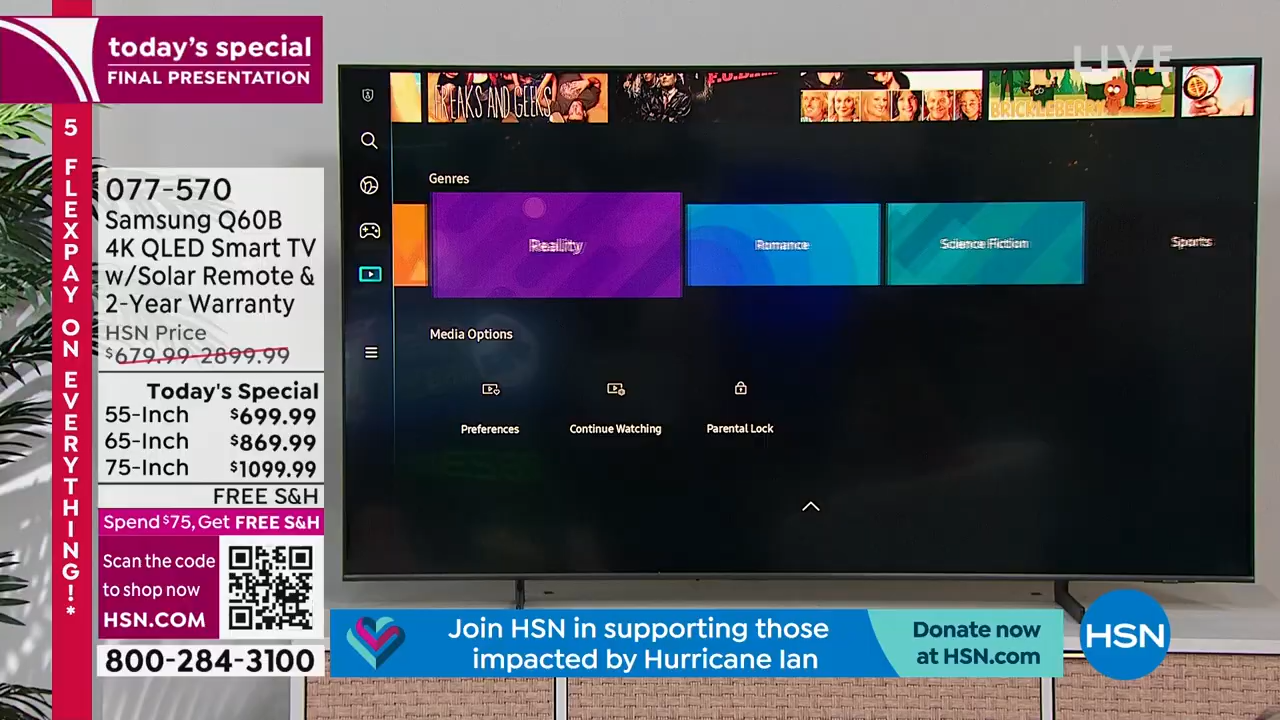 today's special
FINAL PRESENTATION
5 FLEXPAY ON EVERYTHING!*
077-570
Samsung Q60B
4K QLED Smart TV
w/Solar Remote &
2-Year Warranty
HSN Price
$679.99-2899.99
Today's Special
55-Inch $699.99
65-Inch $869.99
75-Inch $1099.99
FREE S&H
Spend $75, Get FREE S&H
Scan the code
to shop now
HSN.COM
800-284-3100
LIVE
FREAKS AND GEEKS
BRICKLEBERRY
Genres
Reality
Romance
Science Fiction
Sports
Media Options
Preferences
Continue Watching
Parental Lock
Join HSN in supporting those
impacted by Hurricane Ian
Donate now
at HSN.com
HSN